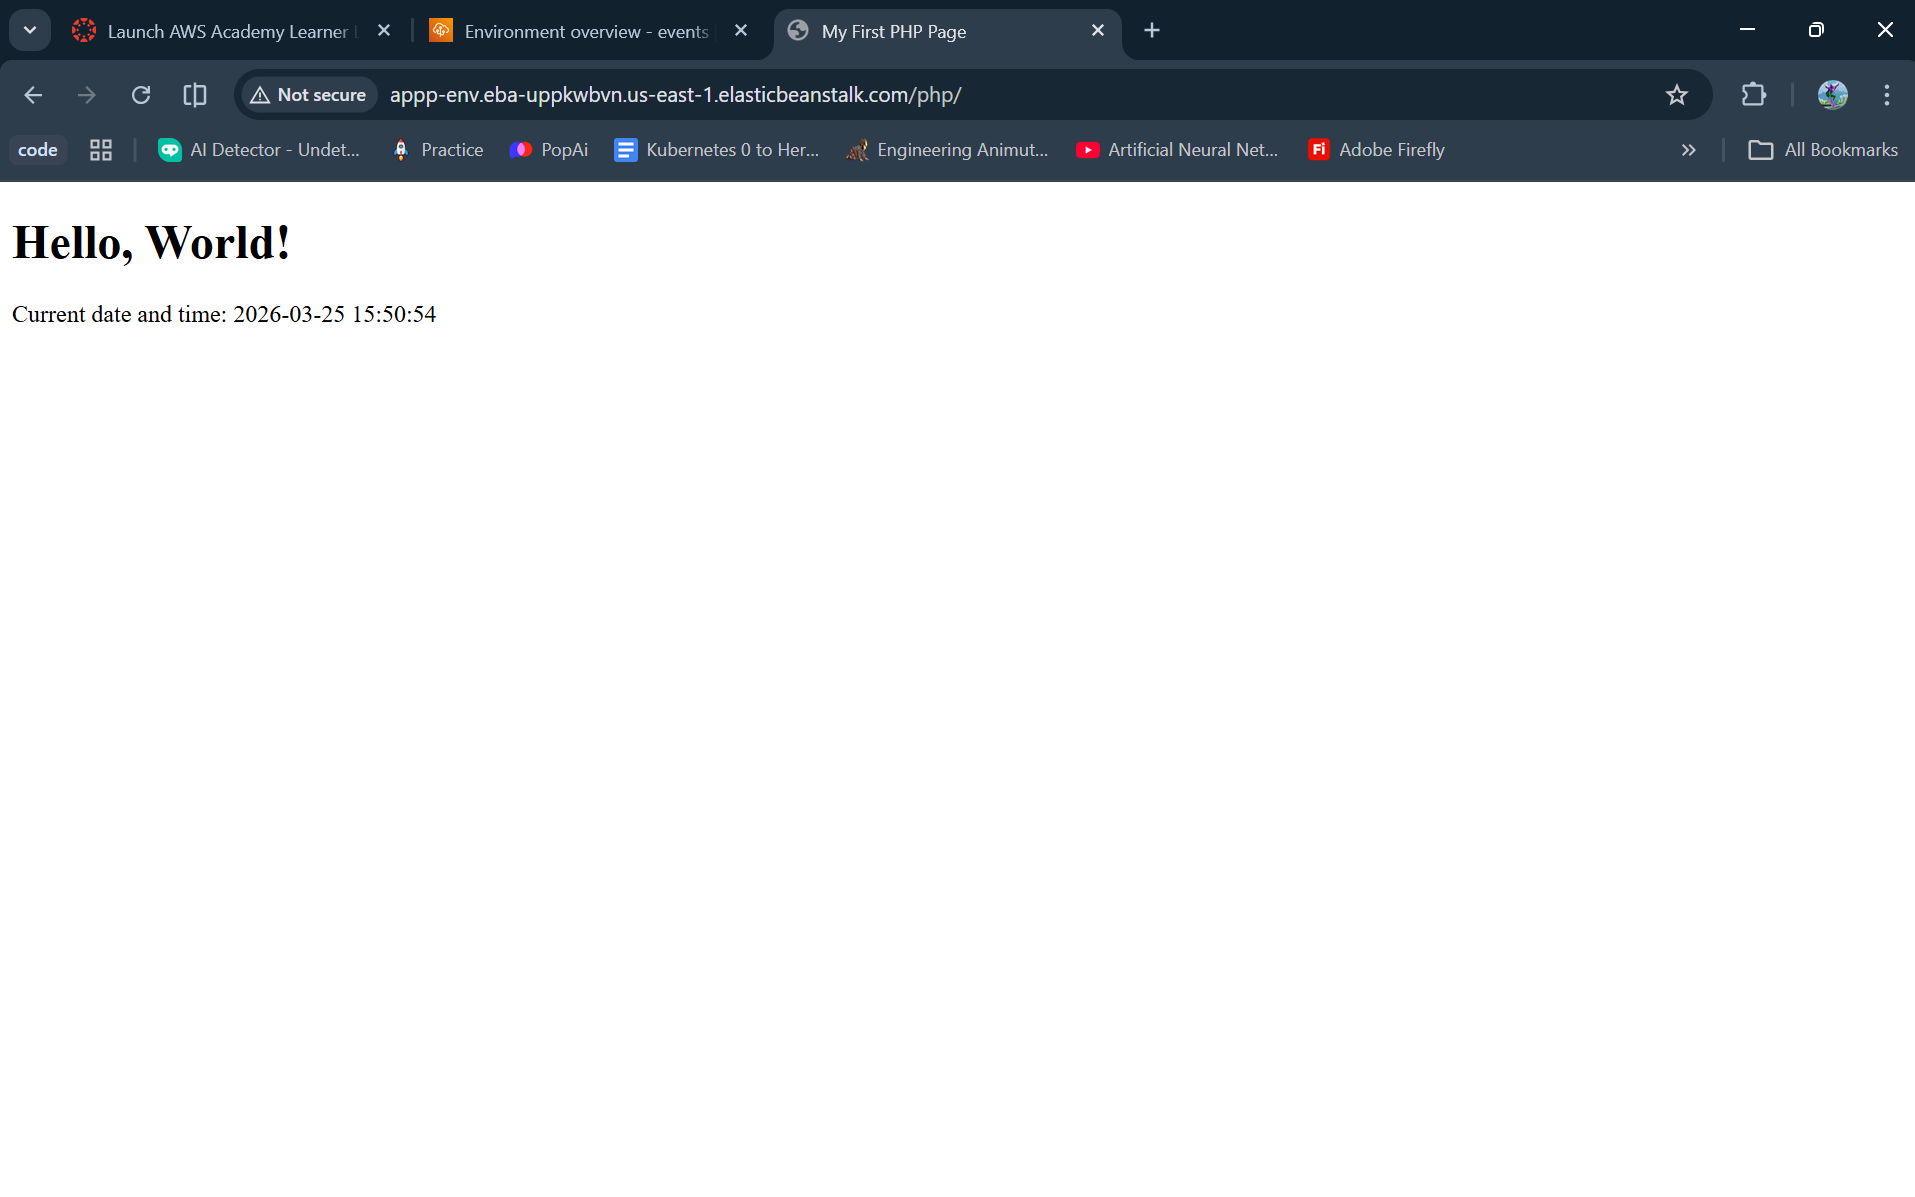 Launch AWS Academy Learner
Environment overview - events
My First PHP Page
Not secure
appp-env.eba-uppkwbvn.us-east-1.elasticbeanstalk.com/php/
code
AI Detector - Undet...
Practice
PopAi
Kubernetes 0 to Her...
Engineering Animut...
Artificial Neural Net...
Fi
Adobe Firefly
All Bookmarks
Hello, World!
Current date and time: 2026-03-25 15:50:54